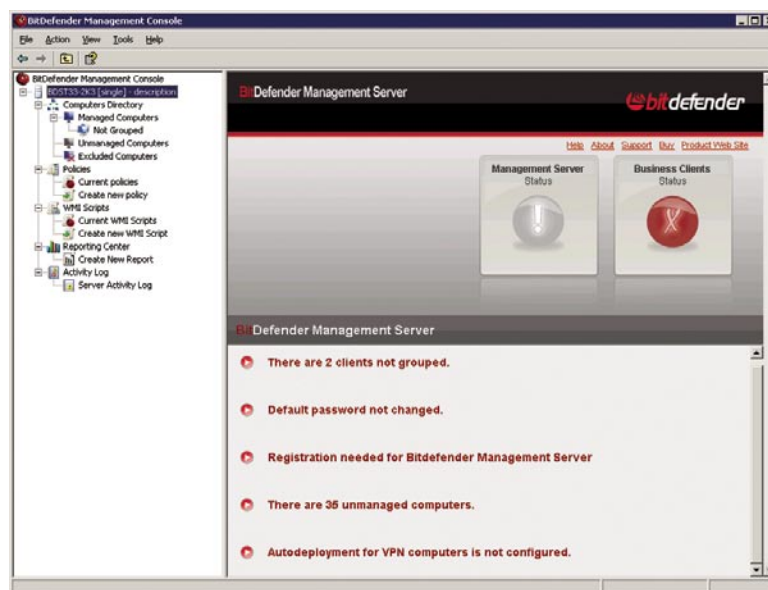 BitDefender Management Console
File Action View Tools Help
BitDefender Management Console
BDST33-2K3 [single] - description
Computers Directory
Managed Computers
Not Grouped
Unmanaged Computers
Excluded Computers
Policies
Current policies
Create new policy
WMI Scripts
Current WMI Scripts
Create new WMI Script
Reporting Center
Create New Report
Activity Log
Server Activity Log
BitDefender Management Server
bitdefender
Help About Support Buy Product Web Site
Management Server
Status
Business Clients
Status
BitDefender Management Server
There are 2 clients not grouped.
Default password not changed.
Registration needed for Bitdefender Management Server
There are 35 unmanaged computers.
Autodeployment for VPN computers is not configured.